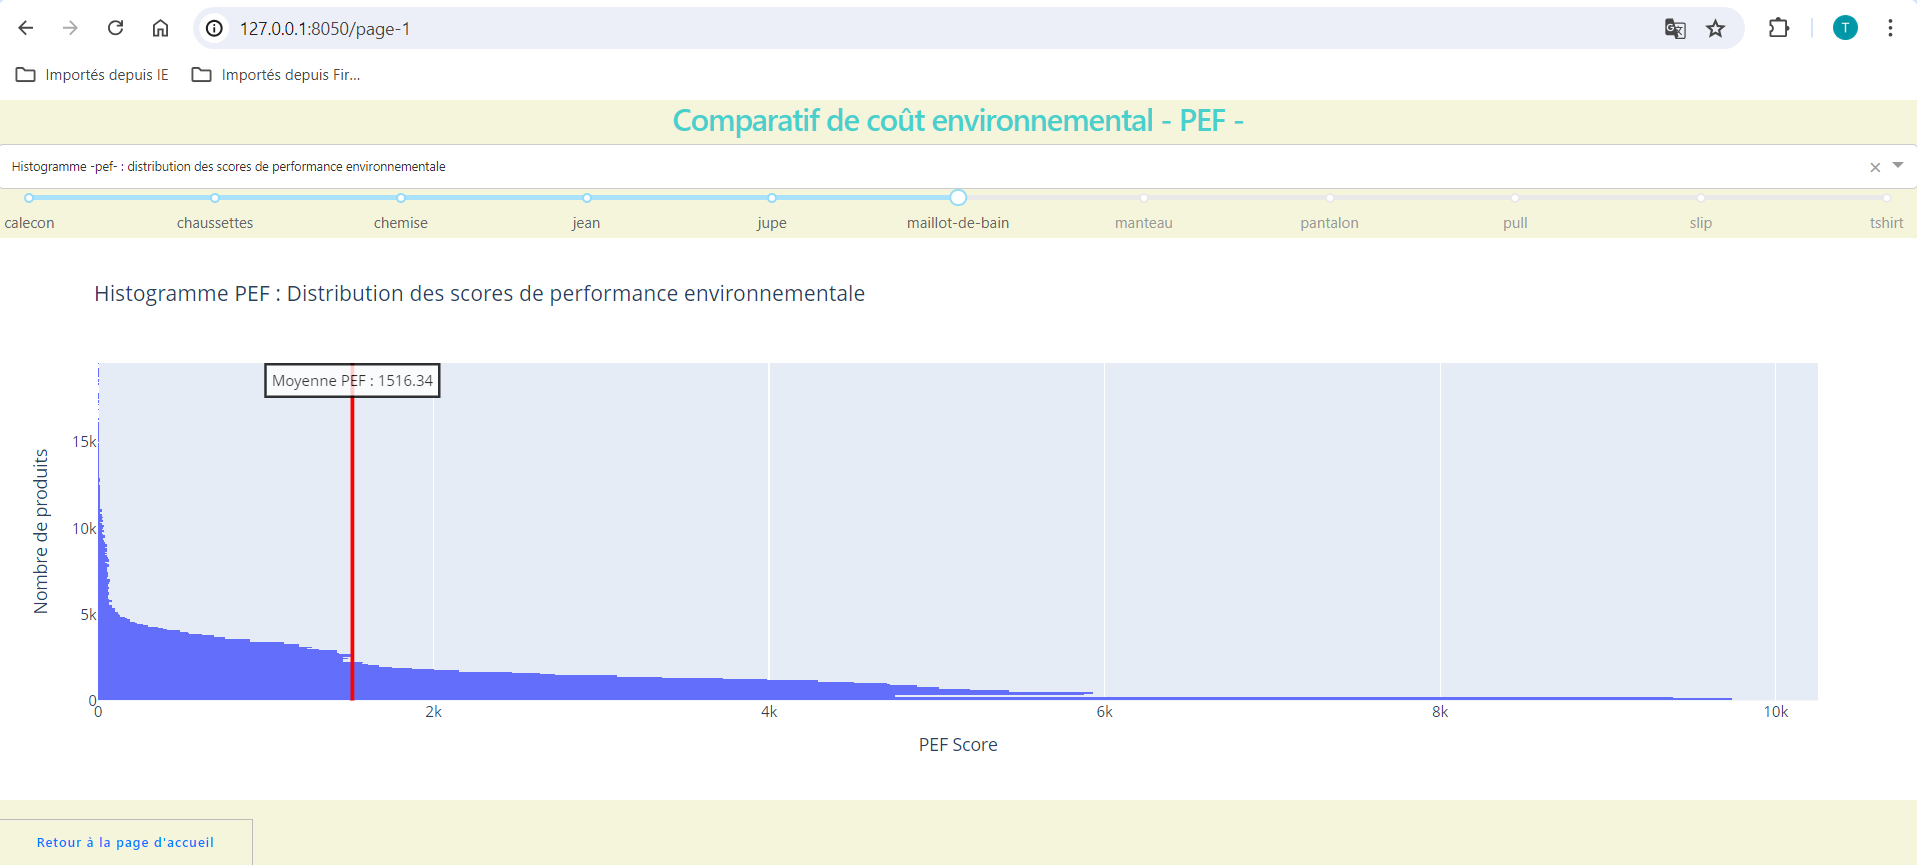 127.0.0.1:8050/page-1
T
Importés depuis IE
Importés depuis Fir...
Comparatif de coût environnemental - PEF -
Histogramme -pef- : distribution des scores de performance environnementale
calecon chaussettes chemise jean jupe maillot-de-bain manteau pantalon pull slip tshirt
Histogramme PEF : Distribution des scores de performance environnementale
Moyenne PEF : 1516.34
15k
10k
5k
0
Nombre de produits
0 2k 4k 6k 8k 10k
PEF Score
Retour à la page d'accueil